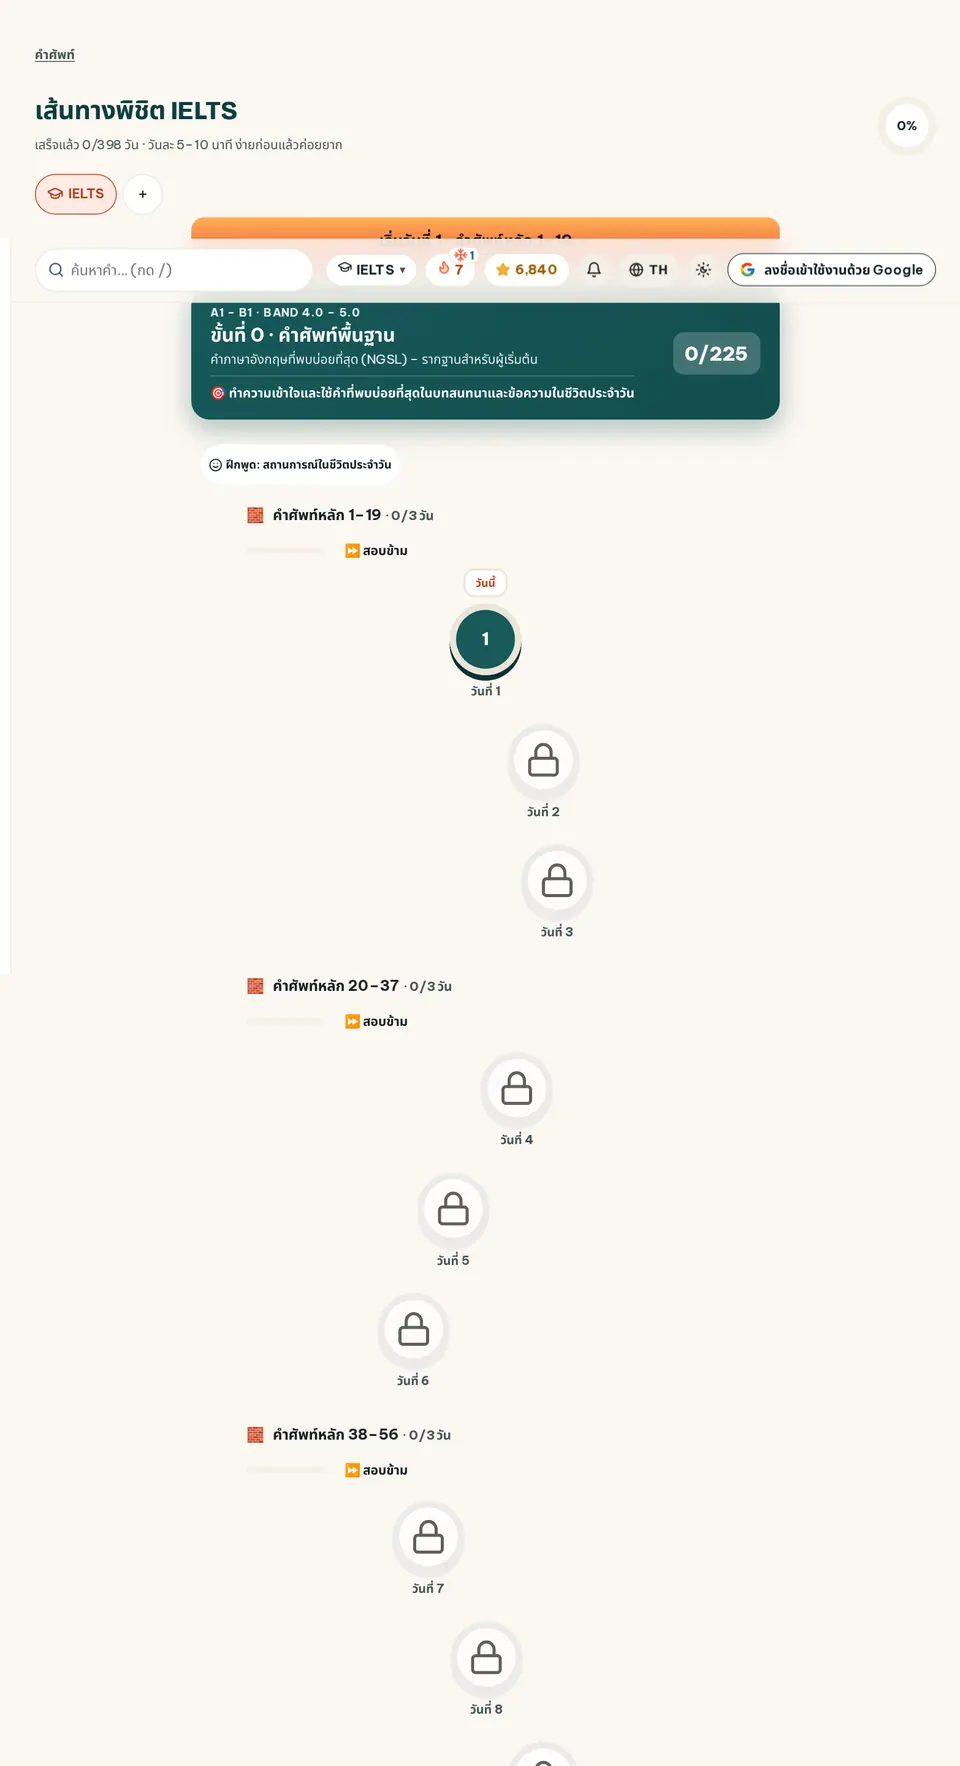 คำศัพท์
เส้นทางพิชิต IELTS
เสร็จแล้ว 0/398 วัน · วันละ 5–10 นาที ง่ายก่อนแล้วค่อยยาก
0%
IELTS
+
ค้นหาคำ... (กด /)
IELTS ▾
7
1
6,840
TH
ลงชื่อเข้าใช้งานด้วย Google
A1 – B1 · BAND 4.0 – 5.0
ขั้นที่ 0 · คำศัพท์พื้นฐาน
คำภาษาอังกฤษที่พบบ่อยที่สุด (NGSL) – รากฐานสำหรับผู้เริ่มต้น
0/225
🎯 ทำความเข้าใจและใช้คำที่พบบ่อยที่สุดในบทสนทนาและข้อความในชีวิตประจำวัน
ฝึกพูด: สถานการณ์ในชีวิตประจำวัน
🧱 คำศัพท์หลัก 1–19 · 0/3 วัน
⏩ สอบข้าม
วันนี้
1
วันที่ 1
วันที่ 2
วันที่ 3
🧱 คำศัพท์หลัก 20–37 · 0/3 วัน
⏩ สอบข้าม
วันที่ 4
วันที่ 5
วันที่ 6
🧱 คำศัพท์หลัก 38–56 · 0/3 วัน
⏩ สอบข้าม
วันที่ 7
วันที่ 8